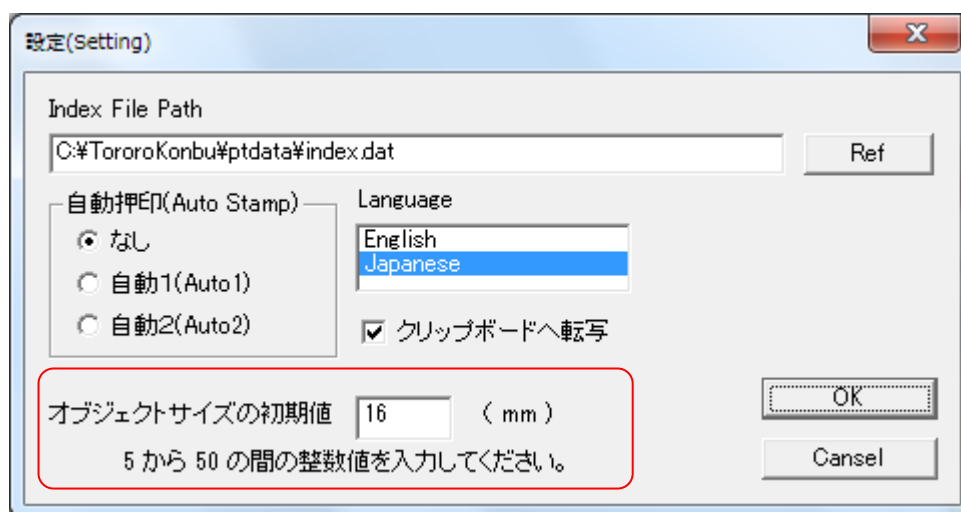 設定(Setting)
Index File Path
C:¥TororoKonbu¥ptdata¥index.dat
Ref
自動押印(Auto Stamp)
なし
自動1(Auto1)
自動2(Auto2)
Language
English
Japanese
クリップボードへ転写
オブジェクトサイズの初期値 16 (mm)
5 から 50 の間の整数値を入力してください。
OK
Cansel